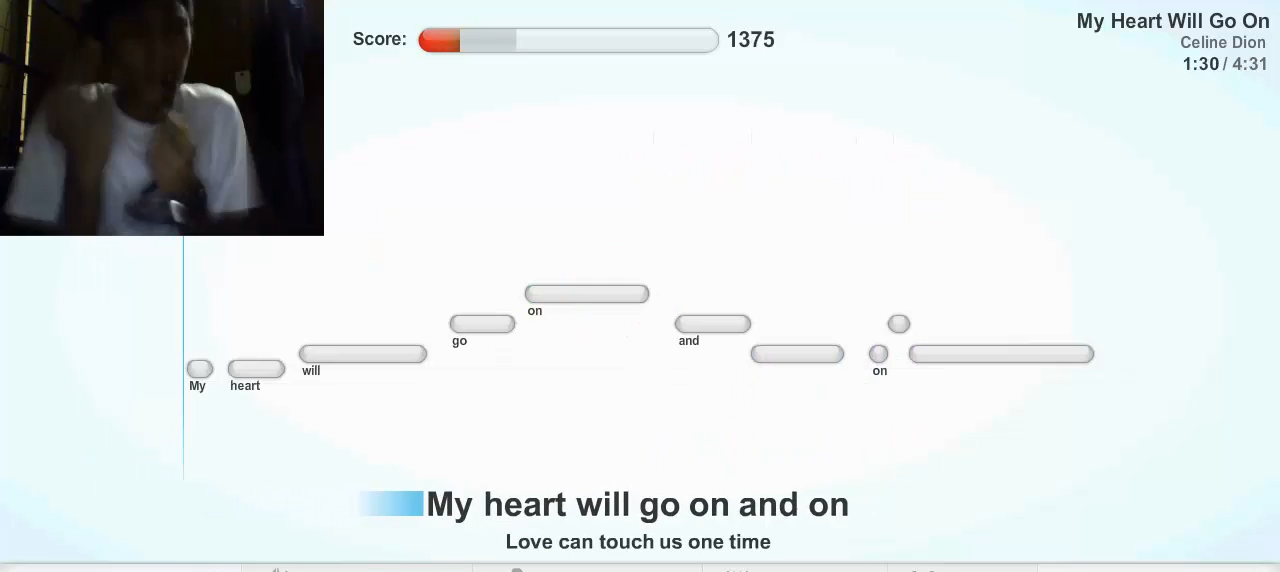 Score: 1375
My Heart Will Go On
Celine Dion
1:30 / 4:31
on
go
and
will
on
My
heart
My heart will go on and on
Love can touch us one time